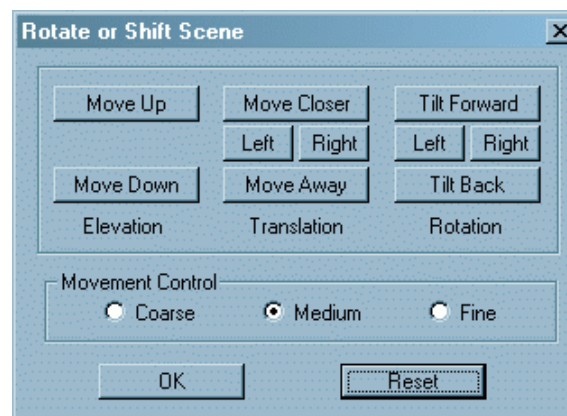 Rotate or Shift Scene
Move Up Move Closer Tilt Forward
Left Right Left Right
Move Down Move Away Tilt Back
Elevation Translation Rotation
Movement Control
Coarse Medium Fine
OK Reset